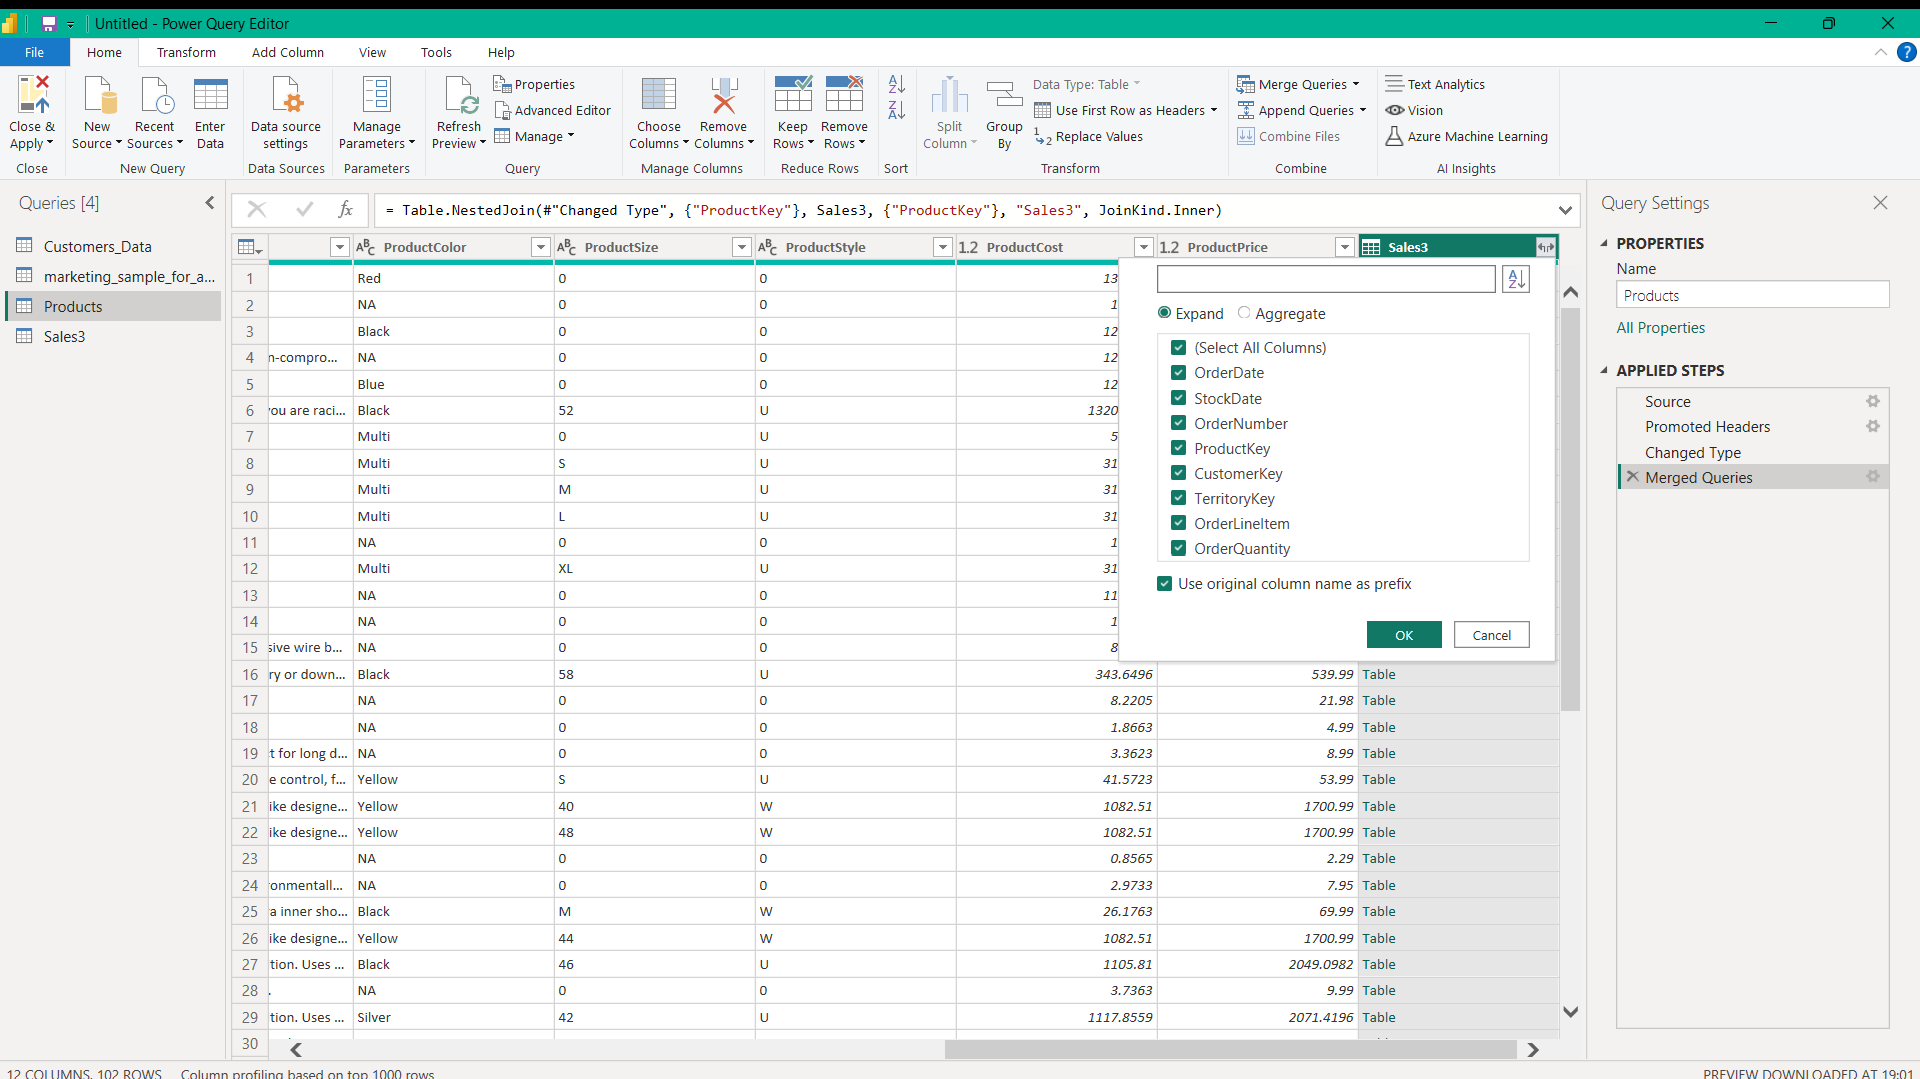 Untitled - Power Query Editor
File Home Transform Add Column View Tools Help
Close & Apply
Close
New Source
Recent Sources
Enter Data
New Query
Data source settings
Data Sources
Manage Parameters
Parameters
Refresh Preview
Properties
Advanced Editor
Manage
Query
Choose Columns
Remove Columns
Manage Columns
Keep Rows
Remove Rows
Reduce Rows
Sort
Split Column
Group By
Data Type: Table
Use First Row as Headers
Replace Values
Transform
Merge Queries
Append Queries
Combine Files
Combine
Text Analytics
Vision
Azure Machine Learning
AI Insights
Queries [4]
Customers_Data
marketing_sample_for_a...
Products
Sales3
= Table.NestedJoin(#"Changed Type", {"ProductKey"}, Sales3, {"ProductKey"}, "Sales3", JoinKind.Inner)
ProductColor ProductSize ProductStyle 1.2 ProductCost 1.2 ProductPrice Sales3
1 Red 0 0 13
2 NA 0 0 1
3 Black 0 0 12
4 n-compro... NA 0 0 12
5 Blue 0 0 12
6 you are raci... Black 52 U 1320
7 Multi 0 U 5
8 Multi S U 31
9 Multi M U 31
10 Multi L U 31
11 NA 0 0 1
12 Multi XL U 31
13 NA 0 0 11
14 NA 0 0 1
15 sive wire b... NA 0 0 8
16 ry or down... Black 58 U 343.6496 539.99 Table
17 NA 0 0 8.2205 21.98 Table
18 NA 0 0 1.8663 4.99 Table
19 t for long d... NA 0 0 3.3623 8.99 Table
20 e control, f... Yellow S U 41.5723 53.99 Table
21 ike designe... Yellow 40 W 1082.51 1700.99 Table
22 ike designe... Yellow 48 W 1082.51 1700.99 Table
23 NA 0 0 0.8565 2.29 Table
24 ronmentall... NA 0 0 2.9733 7.95 Table
25 a inner sho... Black M W 26.1763 69.99 Table
26 ike designe... Yellow 44 W 1082.51 1700.99 Table
27 tion. Uses ... Black 46 U 1105.81 2049.0982 Table
28 . NA 0 0 3.7363 9.99 Table
29 tion. Uses ... Silver 42 U 1117.8559 2071.4196 Table
30
Expand Aggregate
(Select All Columns)
OrderDate
StockDate
OrderNumber
ProductKey
CustomerKey
TerritoryKey
OrderLineItem
OrderQuantity
Use original column name as prefix
OK Cancel
Query Settings
PROPERTIES
Name
Products
All Properties
APPLIED STEPS
Source
Promoted Headers
Changed Type
Merged Queries
12 COLUMNS, 102 ROWS Column profiling based on top 1000 rows
PREVIEW DOWNLOADED AT 19:01